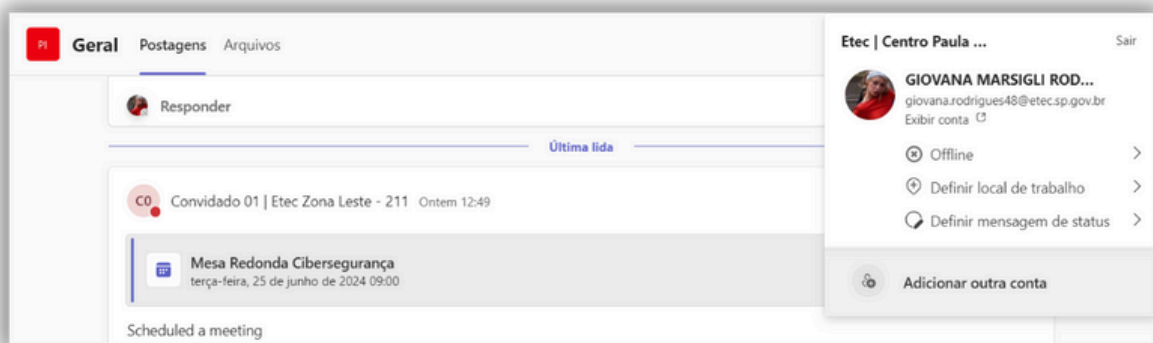 PI
Geral Postagens Arquivos
Responder
Última lida
C0 Convidado 01 | Etec Zona Leste - 211 Ontem 12:49
Mesa Redonda Cibersegurança
terça-feira, 25 de junho de 2024 09:00
Scheduled a meeting
Etec | Centro Paula ... Sair
GIOVANA MARSIGLI ROD...
giovana.rodrigues48@etec.sp.gov.br
Exibir conta
Offline
Definir local de trabalho
Definir mensagem de status
Adicionar outra conta